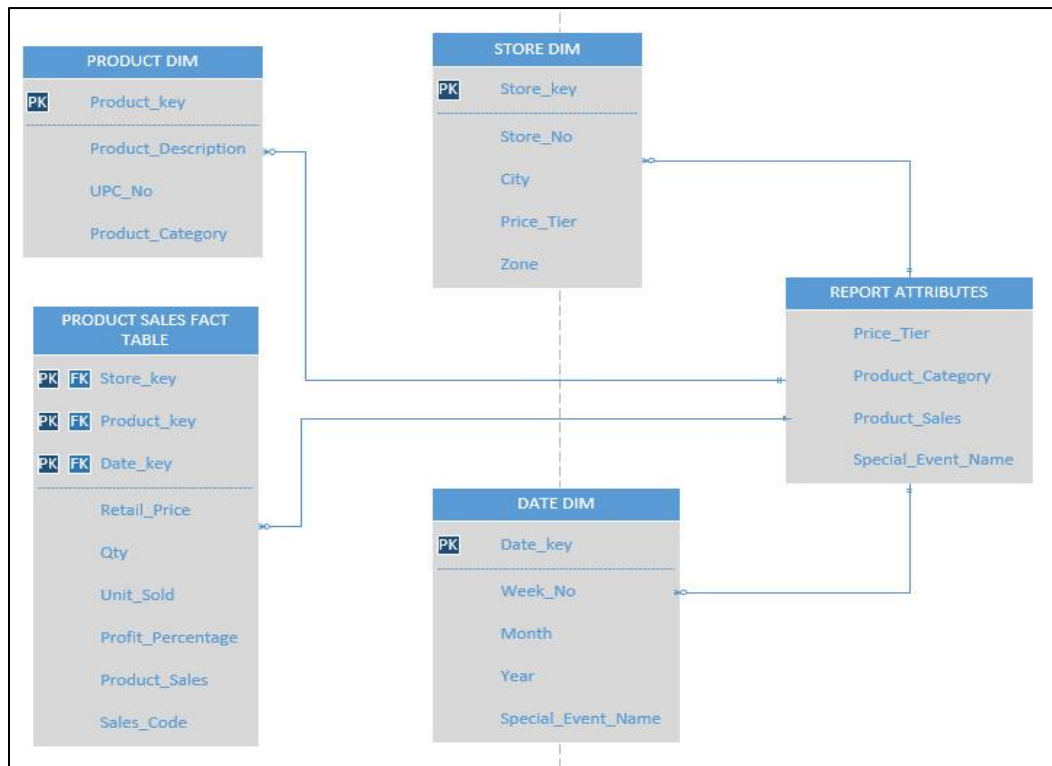 PRODUCT DIM
PK Product_key
Product_Description
UPC_No
Product_Category
STORE DIM
PK Store_key
Store_No
City
Price_Tier
Zone
PRODUCT SALES FACT
TABLE
PK FK Store_key
PK FK Product_key
PK FK Date_key
Retail_Price
Qty
Unit_Sold
Profit_Percentage
Product_Sales
Sales_Code
DATE DIM
PK Date_key
Week_No
Month
Year
Special_Event_Name
REPORT ATTRIBUTES
Price_Tier
Product_Category
Product_Sales
Special_Event_Name